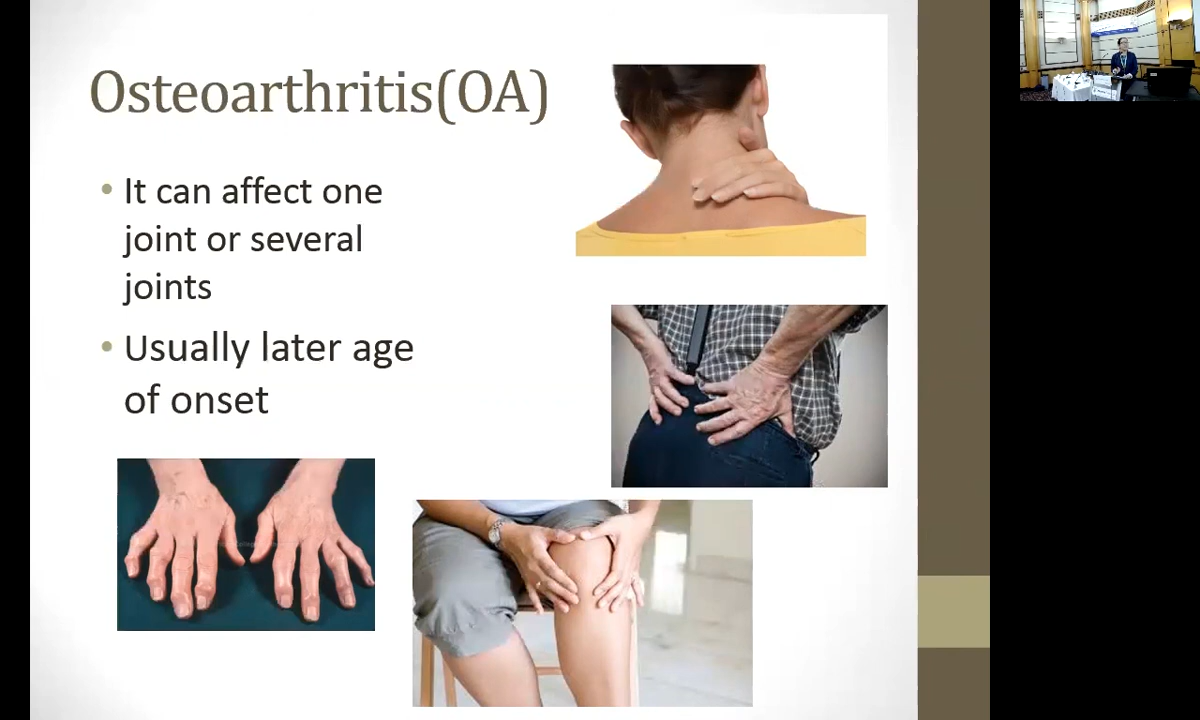 Osteoarthritis(OA)
• It can affect one
joint or several
joints
• Usually later age
of onset